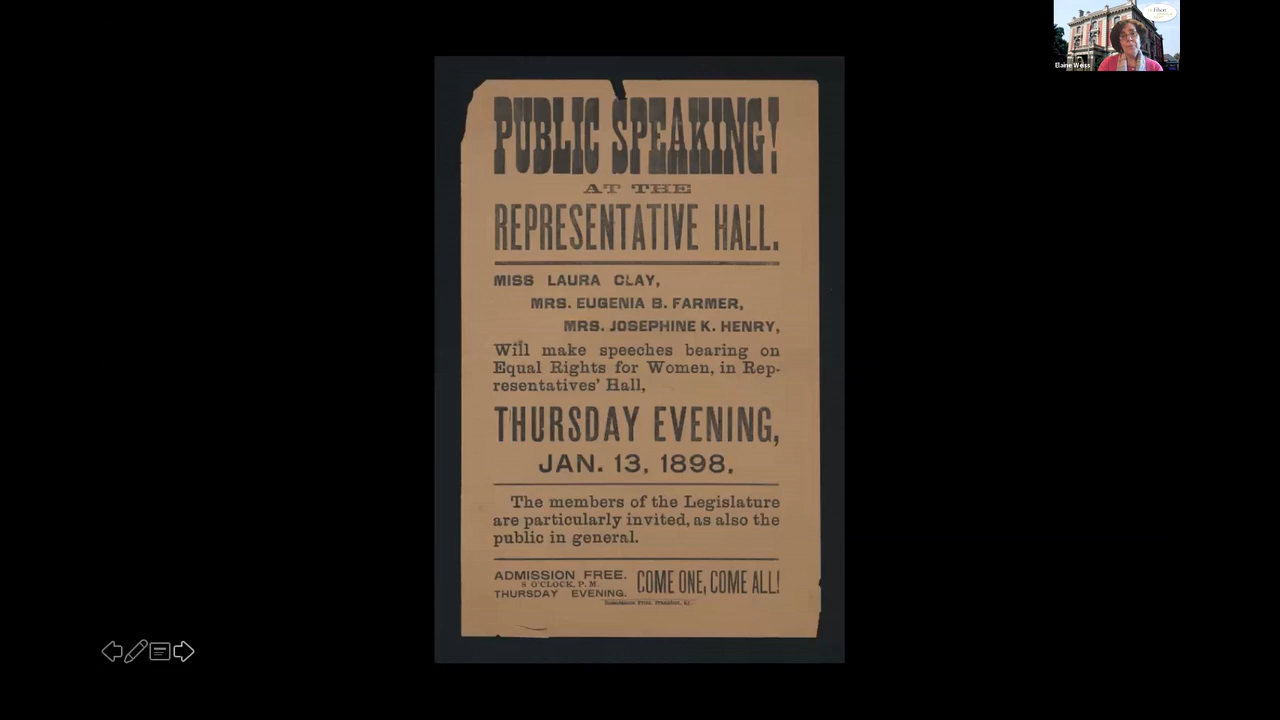 PUBLIC SPEAKING!
AT THE
REPRESENTATIVE HALL.
MISS LAURA CLAY,
MRS. EUGENIA B. FARMER,
MRS. JOSEPHINE K. HENRY,
Will make speeches bearing on
Equal Rights for Women, in Rep-
resentatives' Hall,
THURSDAY EVENING,
JAN. 13, 1898.
The members of the Legislature
are particularly invited, as also the
public in general.
ADMISSION FREE.
8 O'CLOCK, P. M.
THURSDAY EVENING.
COME ONE, COME ALL!
Elaine Weiss